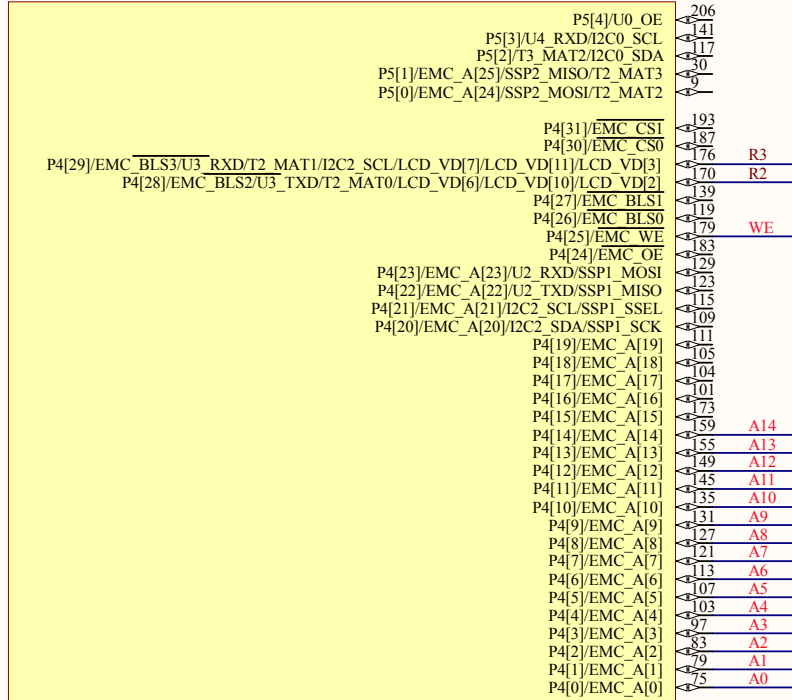 P5[4]/U0_OE 206
P5[3]/U4_RXD/I2C0_SCL 141
P5[2]/T3_MAT2/I2C0_SDA 117
P5[1]/EMC_A[25]/SSP2_MISO/T2_MAT3 30
P5[0]/EMC_A[24]/SSP2_MOSI/T2_MAT2 9
P4[31]/EMC_CS1 193
P4[30]/EMC_CS0 187
P4[29]/EMC_BLS3/U3_RXD/T2_MAT1/I2C2_SCL/LCD_VD[7]/LCD_VD[11]/LCD_VD[3] 176 R3
P4[28]/EMC_BLS2/U3_TXD/T2_MAT0/LCD_VD[6]/LCD_VD[10]/LCD_VD[2] 170 R2
P4[27]/EMC_BLS1 139
P4[26]/EMC_BLS0 119
P4[25]/EMC_WE 179 WE
P4[24]/EMC_OE 183
P4[23]/EMC_A[23]/U2_RXD/SSP1_MOSI 129
P4[22]/EMC_A[22]/U2_TXD/SSP1_MISO 123
P4[21]/EMC_A[21]/I2C2_SCL/SSP1_SSEL 115
P4[20]/EMC_A[20]/I2C2_SDA/SSP1_SCK 109
P4[19]/EMC_A[19] 111
P4[18]/EMC_A[18] 105
P4[17]/EMC_A[17] 104
P4[16]/EMC_A[16] 101
P4[15]/EMC_A[15] 173
P4[14]/EMC_A[14] 159 A14
P4[13]/EMC_A[13] 155 A13
P4[12]/EMC_A[12] 149 A12
P4[11]/EMC_A[11] 145 A11
P4[10]/EMC_A[10] 135 A10
P4[9]/EMC_A[9] 131 A9
P4[8]/EMC_A[8] 127 A8
P4[7]/EMC_A[7] 121 A7
P4[6]/EMC_A[6] 113 A6
P4[5]/EMC_A[5] 107 A5
P4[4]/EMC_A[4] 103 A4
P4[3]/EMC_A[3] 97 A3
P4[2]/EMC_A[2] 83 A2
P4[1]/EMC_A[1] 79 A1
P4[0]/EMC_A[0] 75 A0